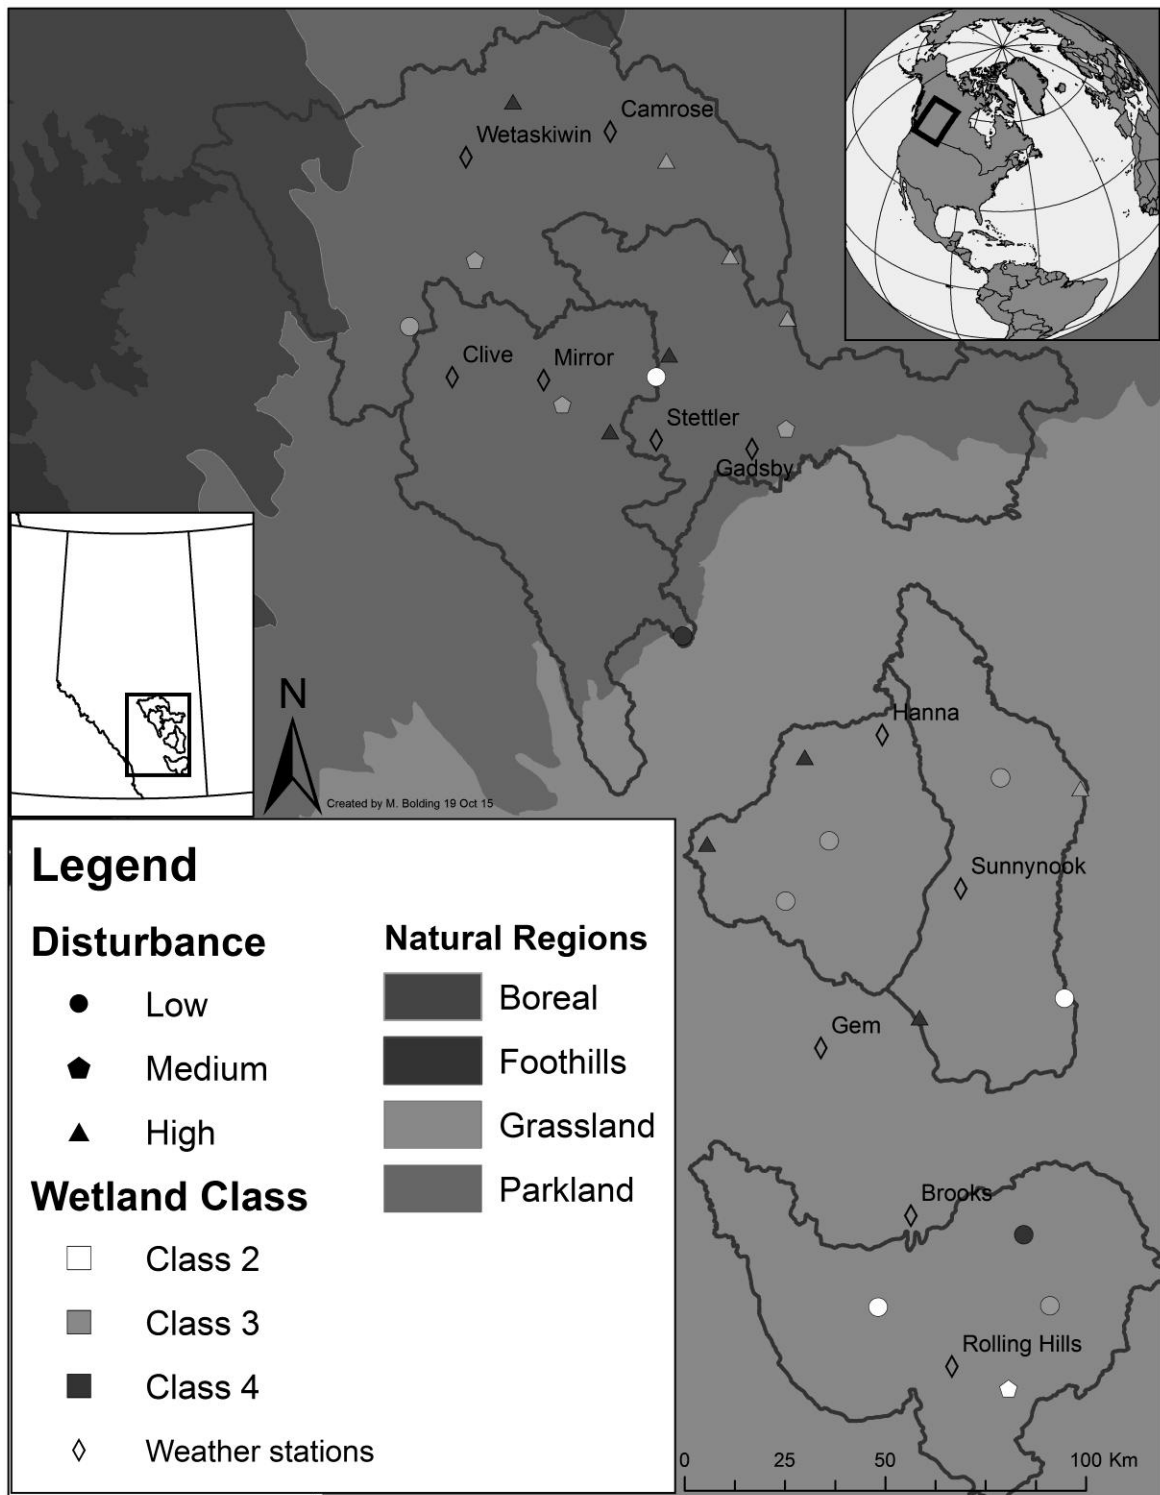 Camrose
Wetaskiwin
Clive
Mirror
Stettler
Gadsby
N
Created by M. Bolding 19 Oct 15
Hanna
Sunnynook
Gem
Brooks
Rolling Hills
0 25 50 100 Km
Legend
Disturbance
Low
Medium
High
Wetland Class
Class 2
Class 3
Class 4
Weather stations
Natural Regions
Boreal
Foothills
Grassland
Parkland